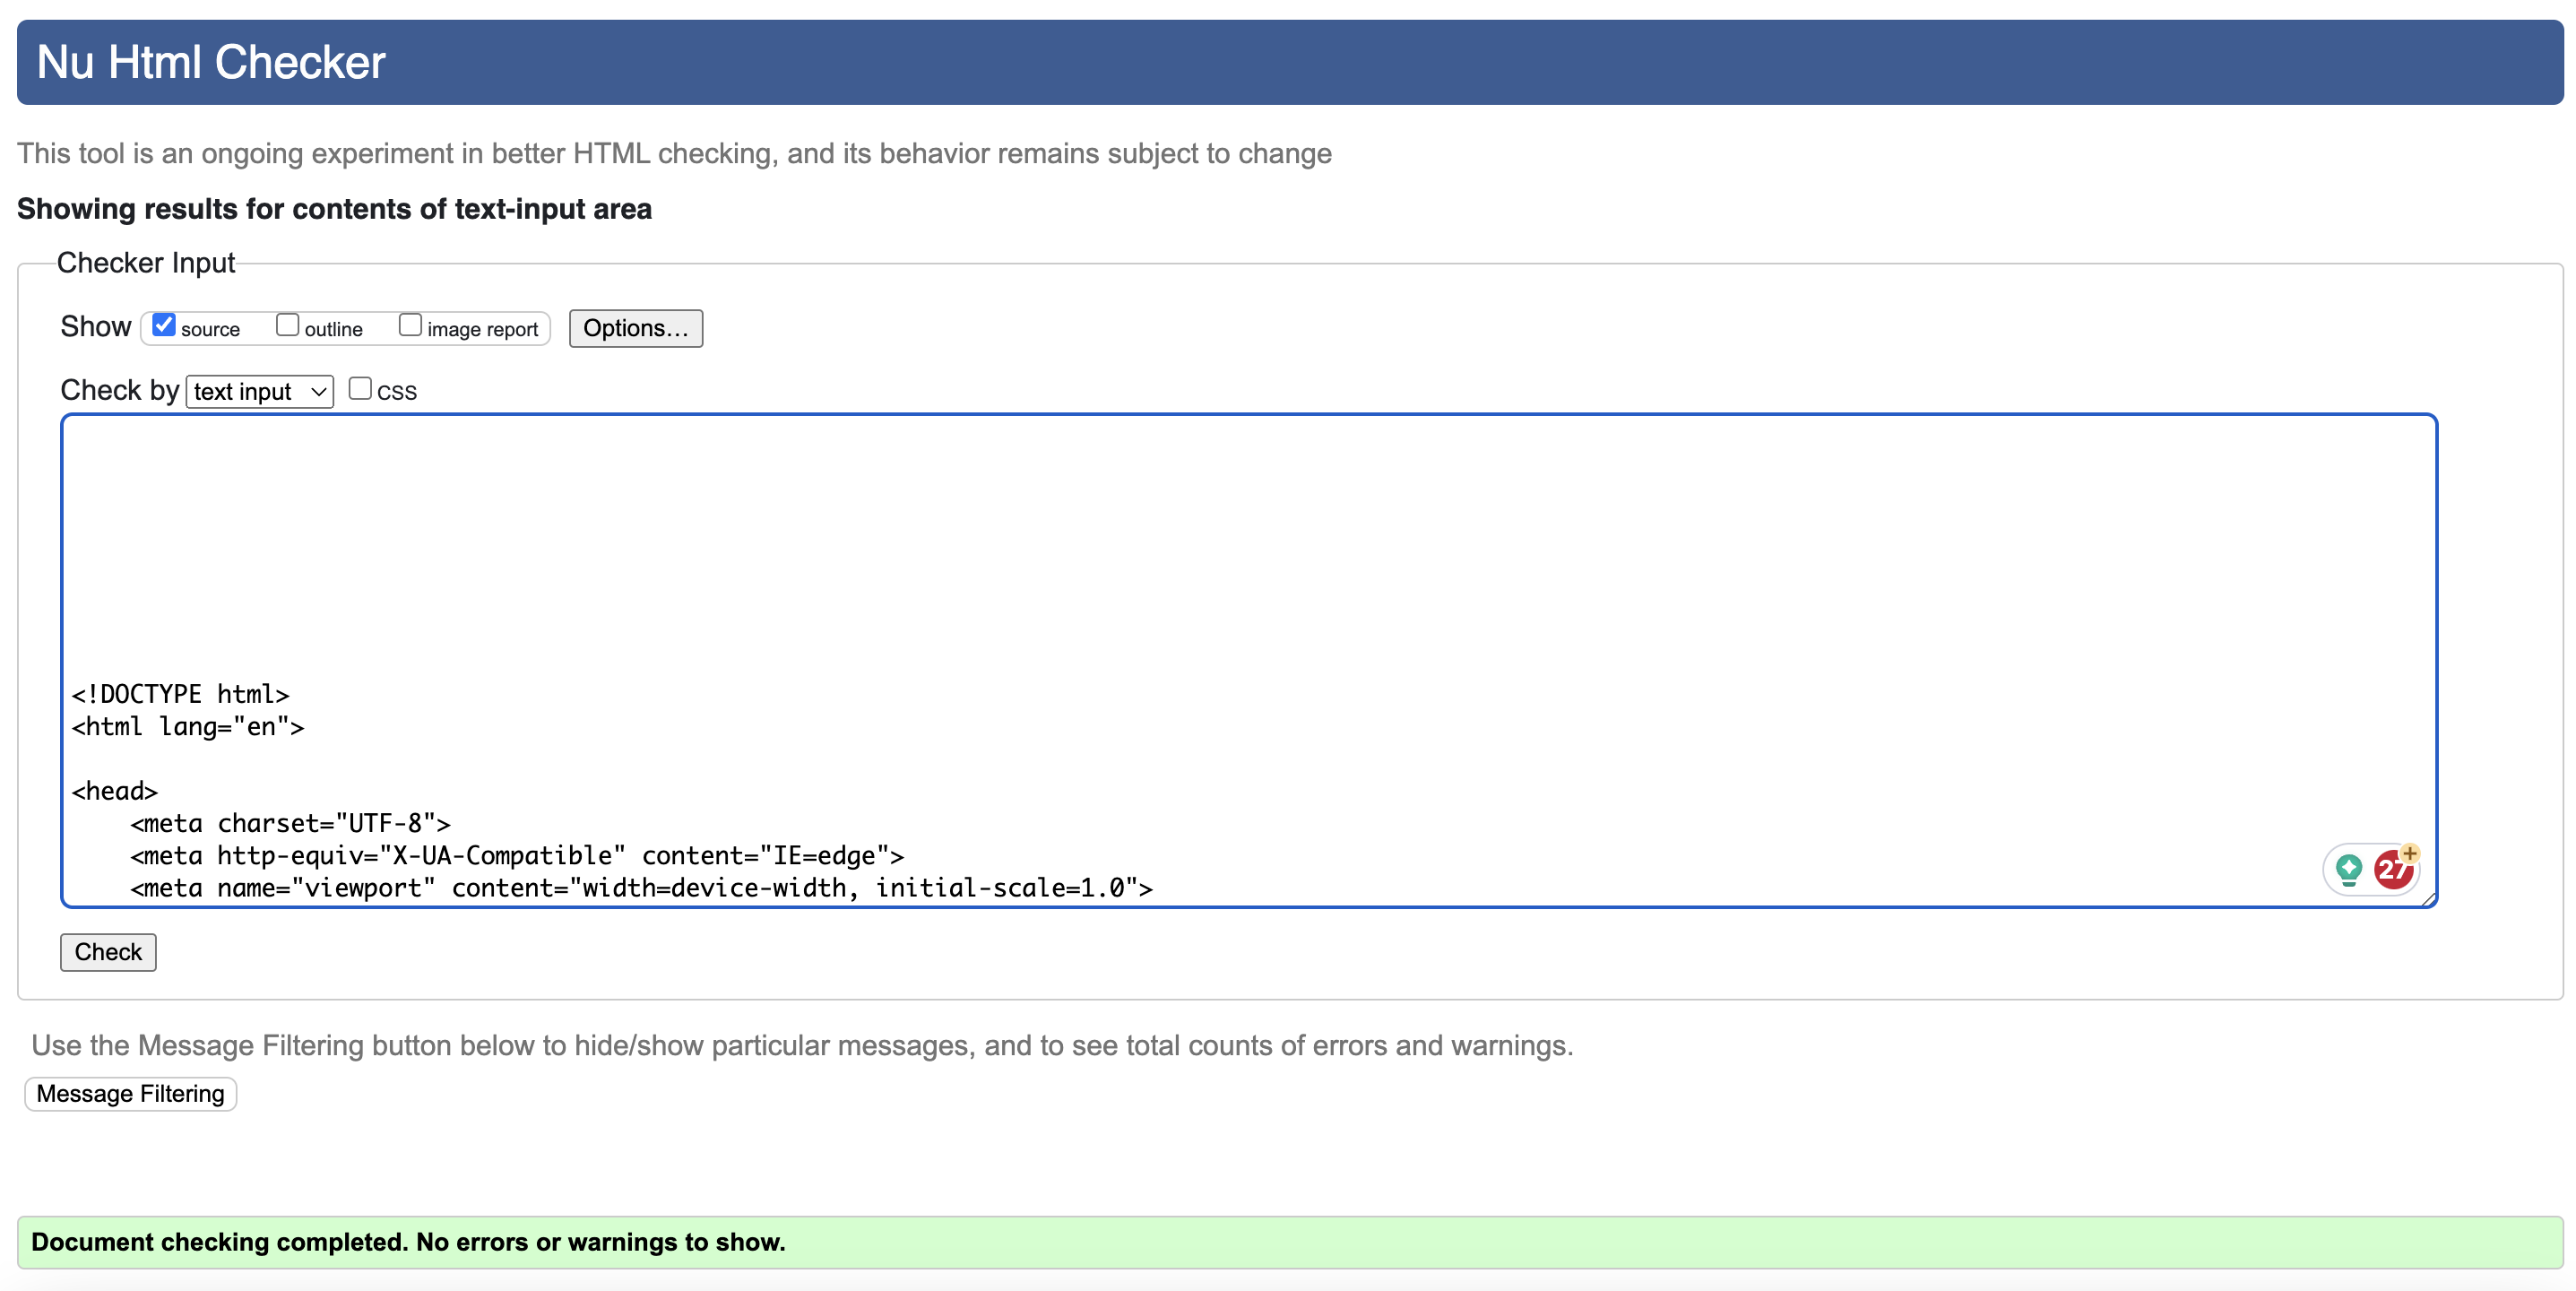 Nu Html Checker
This tool is an ongoing experiment in better HTML checking, and its behavior remains subject to change
Showing results for contents of text-input area
Checker Input
Show source outline image report Options...
Check by text input CSS
<!DOCTYPE html>
<html lang="en">
<head>
<meta charset="UTF-8">
<meta http-equiv="X-UA-Compatible" content="IE=edge">
<meta name="viewport" content="width=device-width, initial-scale=1.0">
27+
Check
Use the Message Filtering button below to hide/show particular messages, and to see total counts of errors and warnings.
Message Filtering
Document checking completed. No errors or warnings to show.